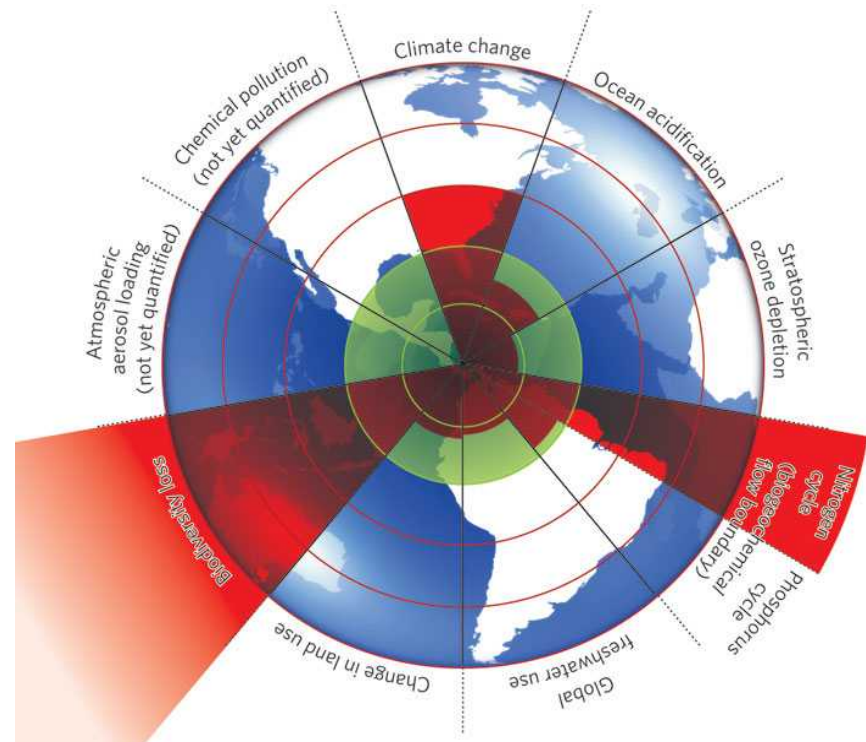 Climate change
Ocean acidification
Stratospheric
ozone depletion
Nitrogen
cycle
(biogeochemical
flow boundary)
Phosphorus
cycle
Global
freshwater use
Change in land use
Biodiversity loss
Atmospheric
aerosol loading
(not yet quantified)
Chemical pollution
(not yet quantified)